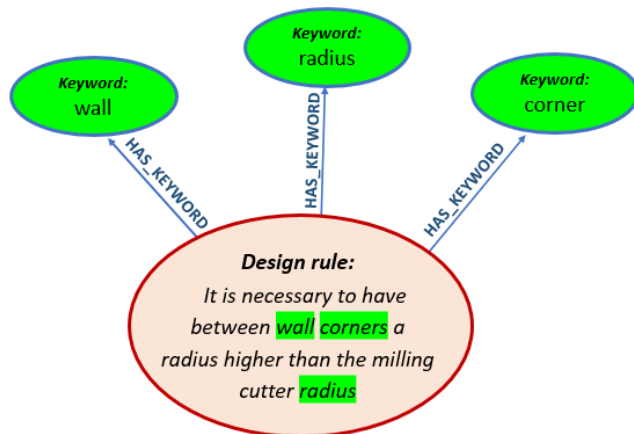 Keyword:
radius
Keyword:
wall
Keyword:
corner
HAS_KEYWORD
HAS_KEYWORD
HAS_KEYWORD
Design rule:
It is necessary to have
between wall corners a
radius higher than the milling
cutter radius